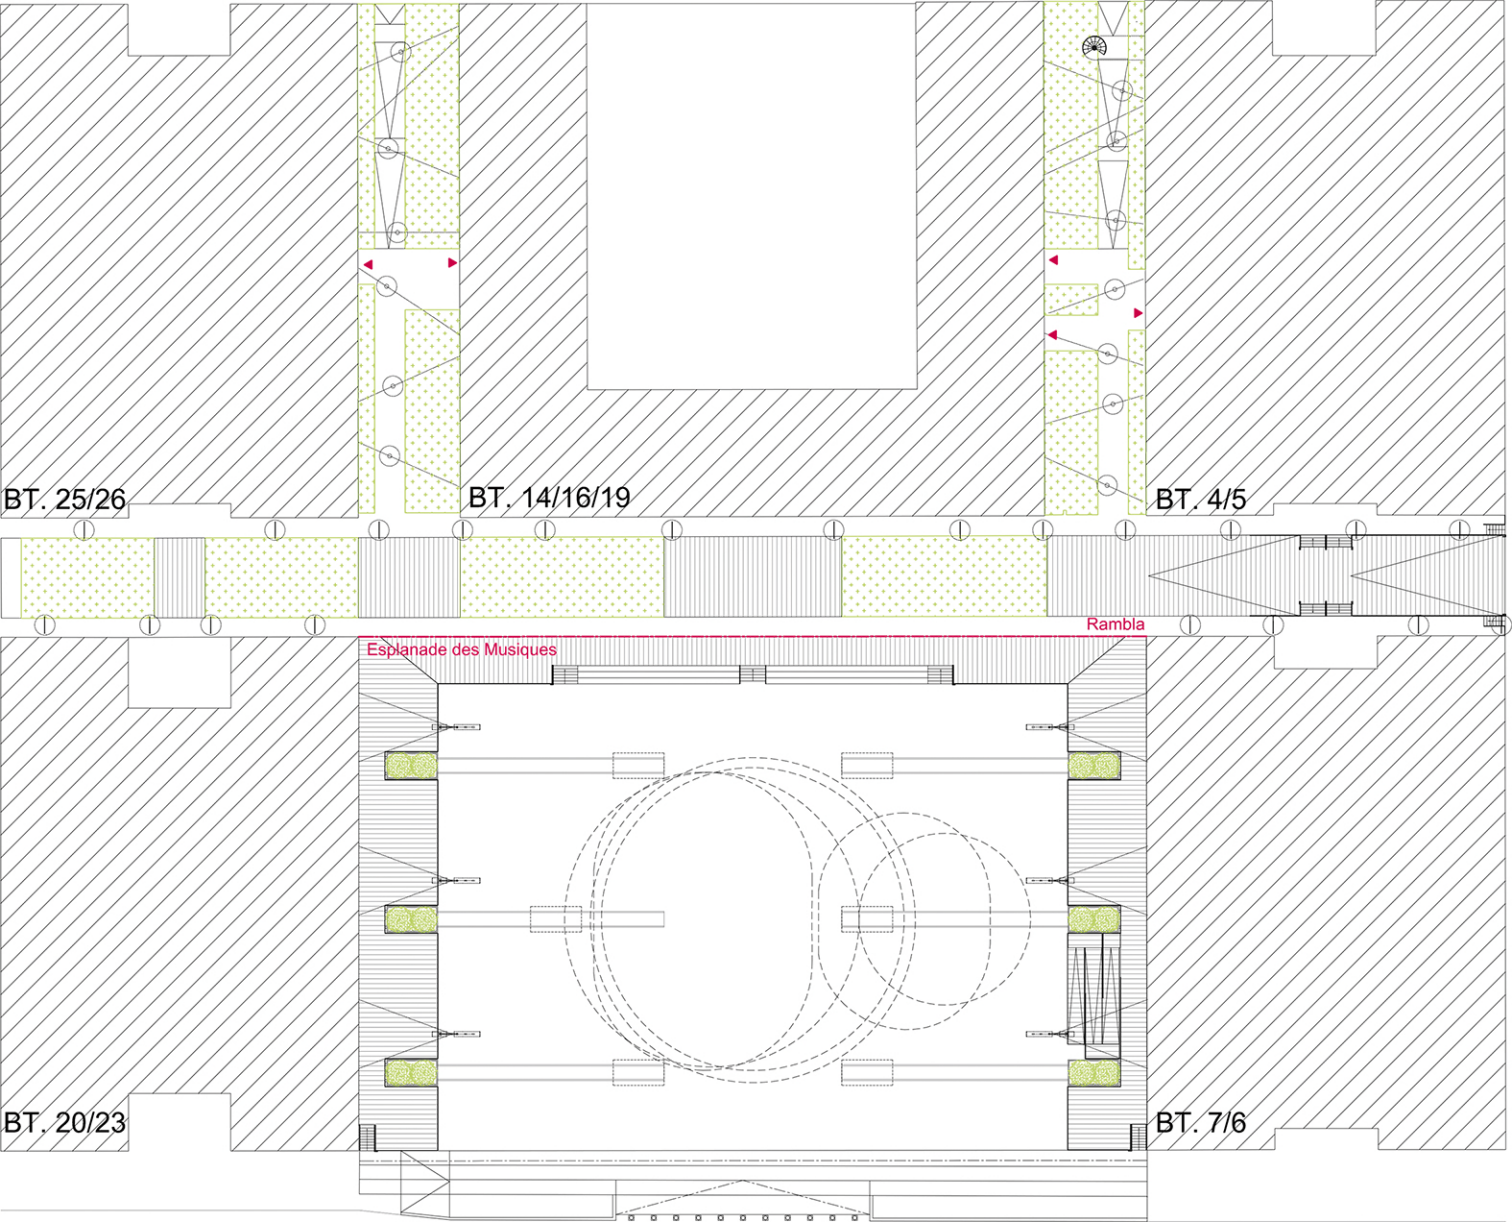 BT. 25/26
BT. 14/16/19
BT. 4/5
Rambla
Esplanade des Musiques
BT. 20/23
BT. 7/6